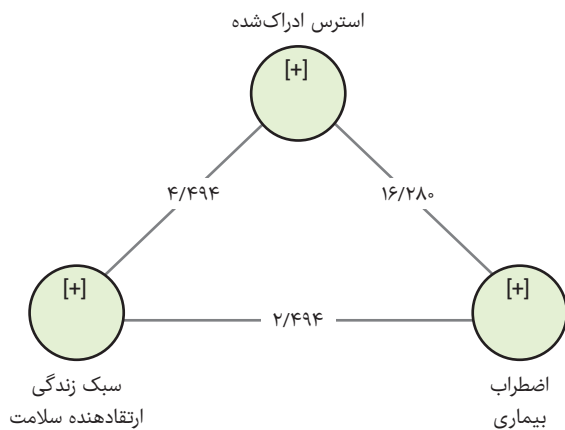 استرس ادراک‌شده
[+]
۴/۴۹۴
۱۶/۲۸۰
[+]
[+]
۲/۴۹۴
سبک زندگی
ارتقادهنده سلامت
اضطراب
بیماری